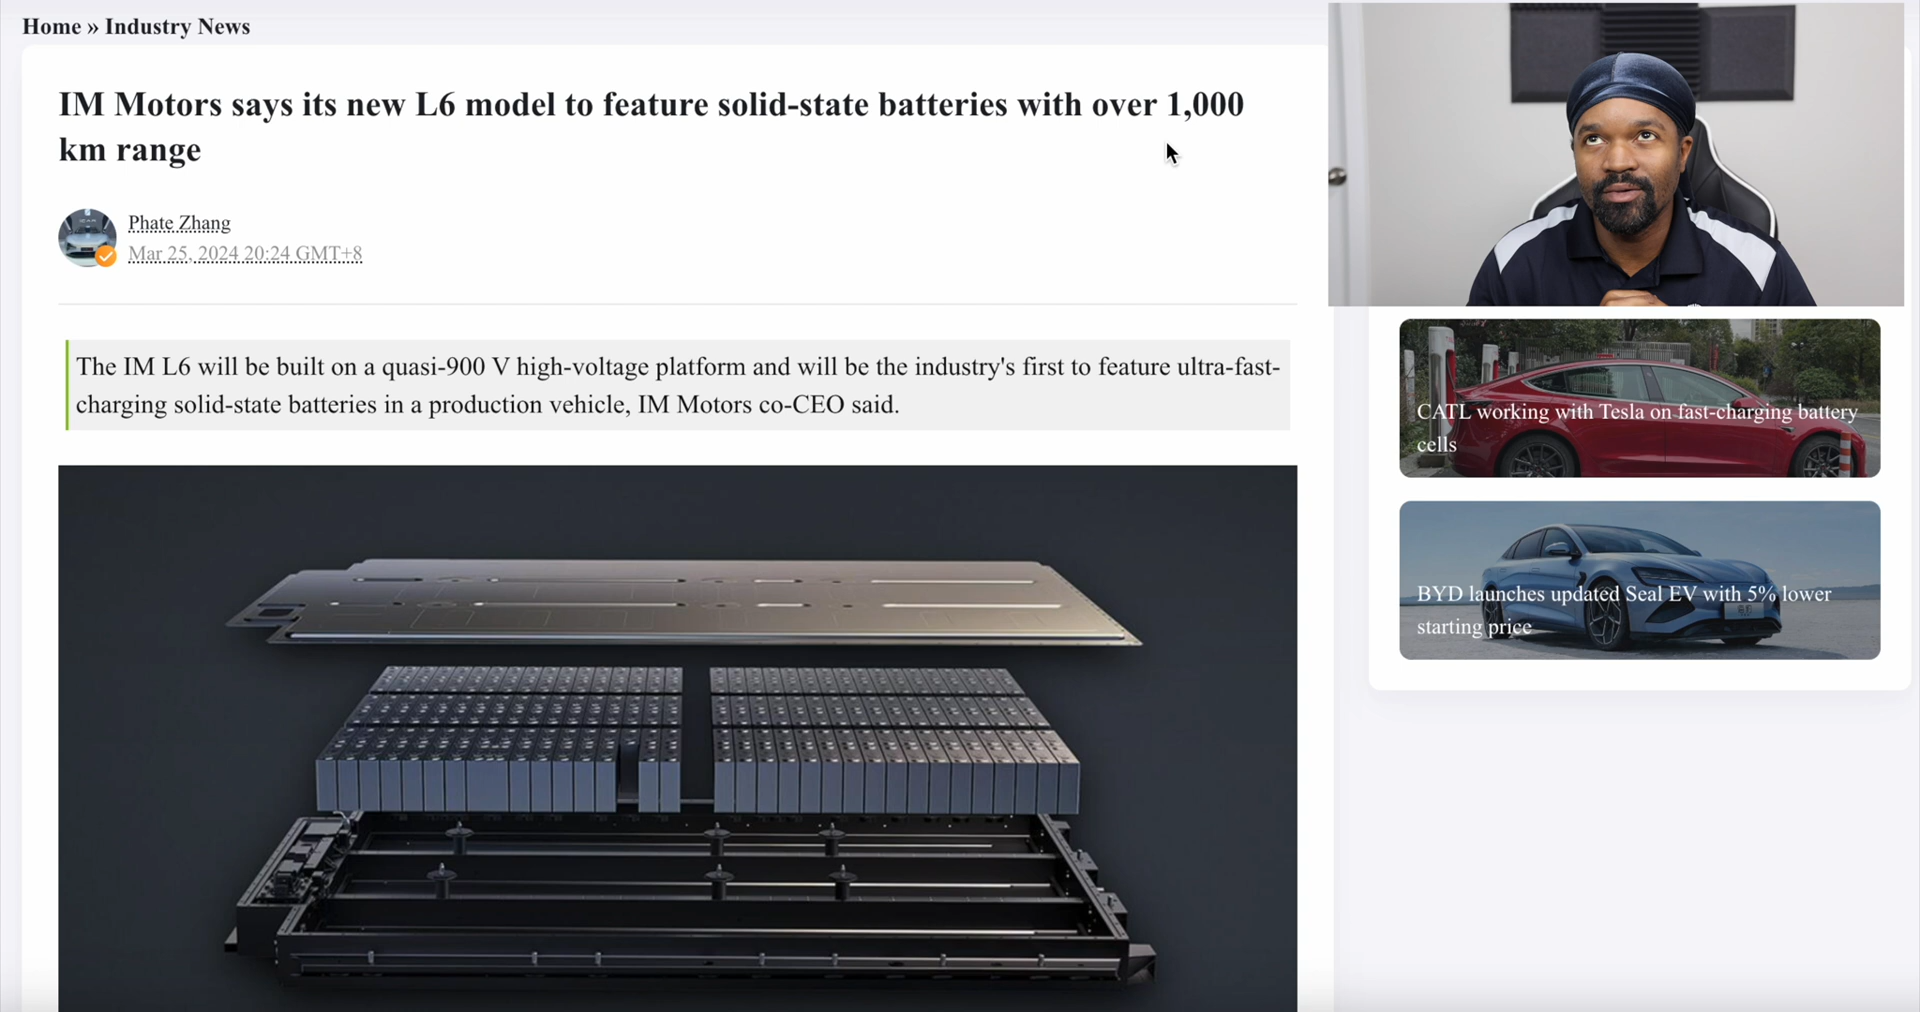 Home » Industry News
IM Motors says its new L6 model to feature solid-state batteries with over 1,000
km range
Phate Zhang
Mar 25, 2024 20:24 GMT+8
The IM L6 will be built on a quasi-900 V high-voltage platform and will be the industry's first to feature ultra-fast-
charging solid-state batteries in a production vehicle, IM Motors co-CEO said.
CATL working with Tesla on fast-charging battery
cells
BYD launches updated Seal EV with 5% lower
starting price